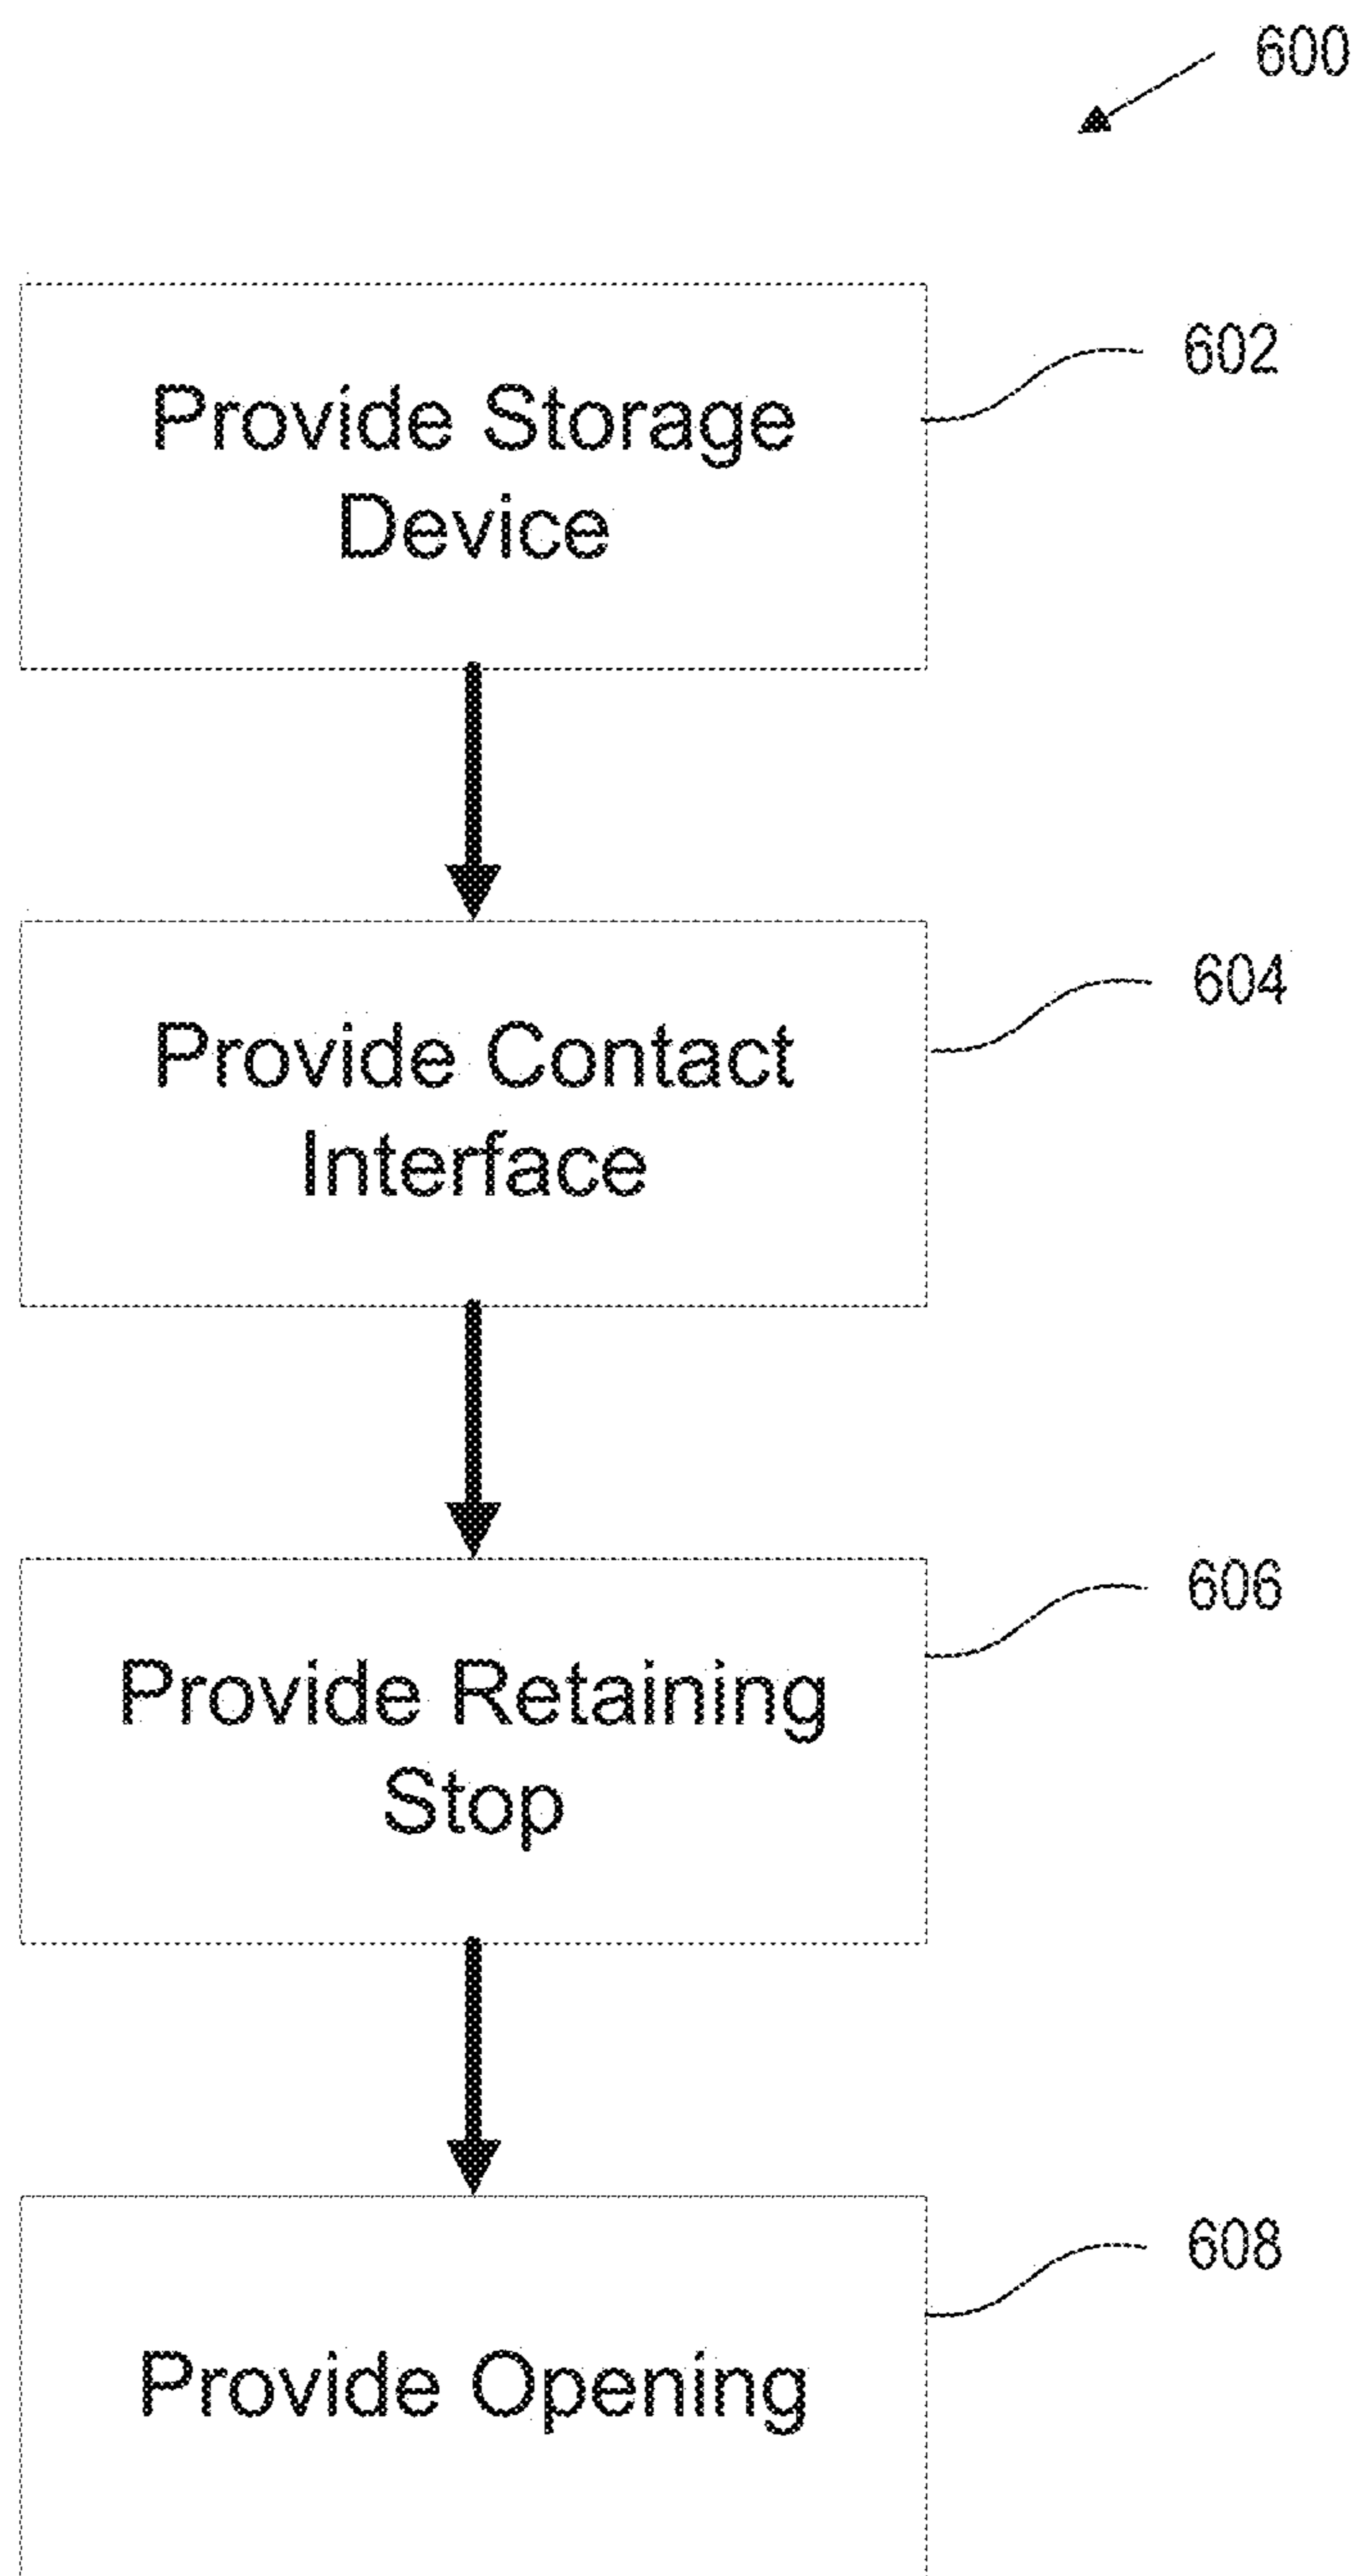 600
Provide Storage
Device
602
Provide Contact
Interface
604
Provide Retaining
Stop
606
Provide Opening
608